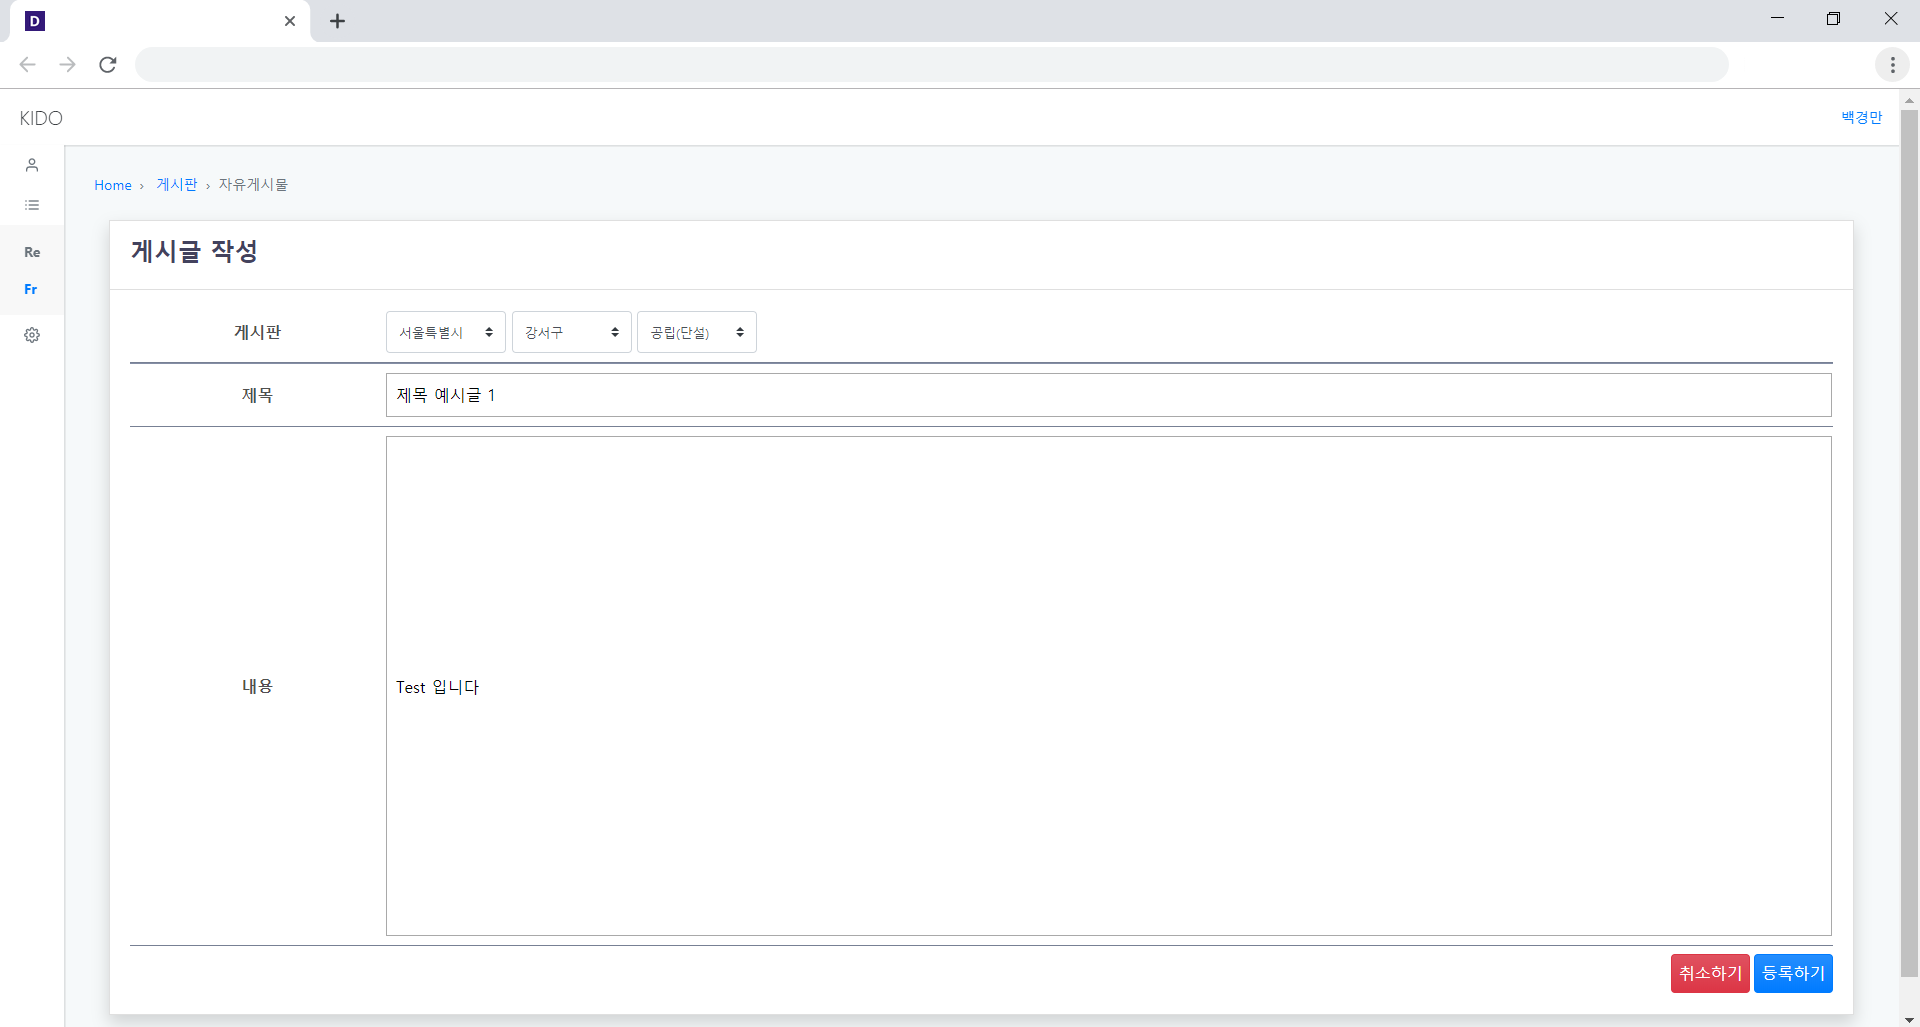 D
KIDO
백경만
Home › 게시판 › 자유게시물
게시글 작성
Re
Fr
게시판 서울특별시 강서구 공립(단설)
제목 제목 예시글 1
내용 Test 입니다
취소하기 등록하기